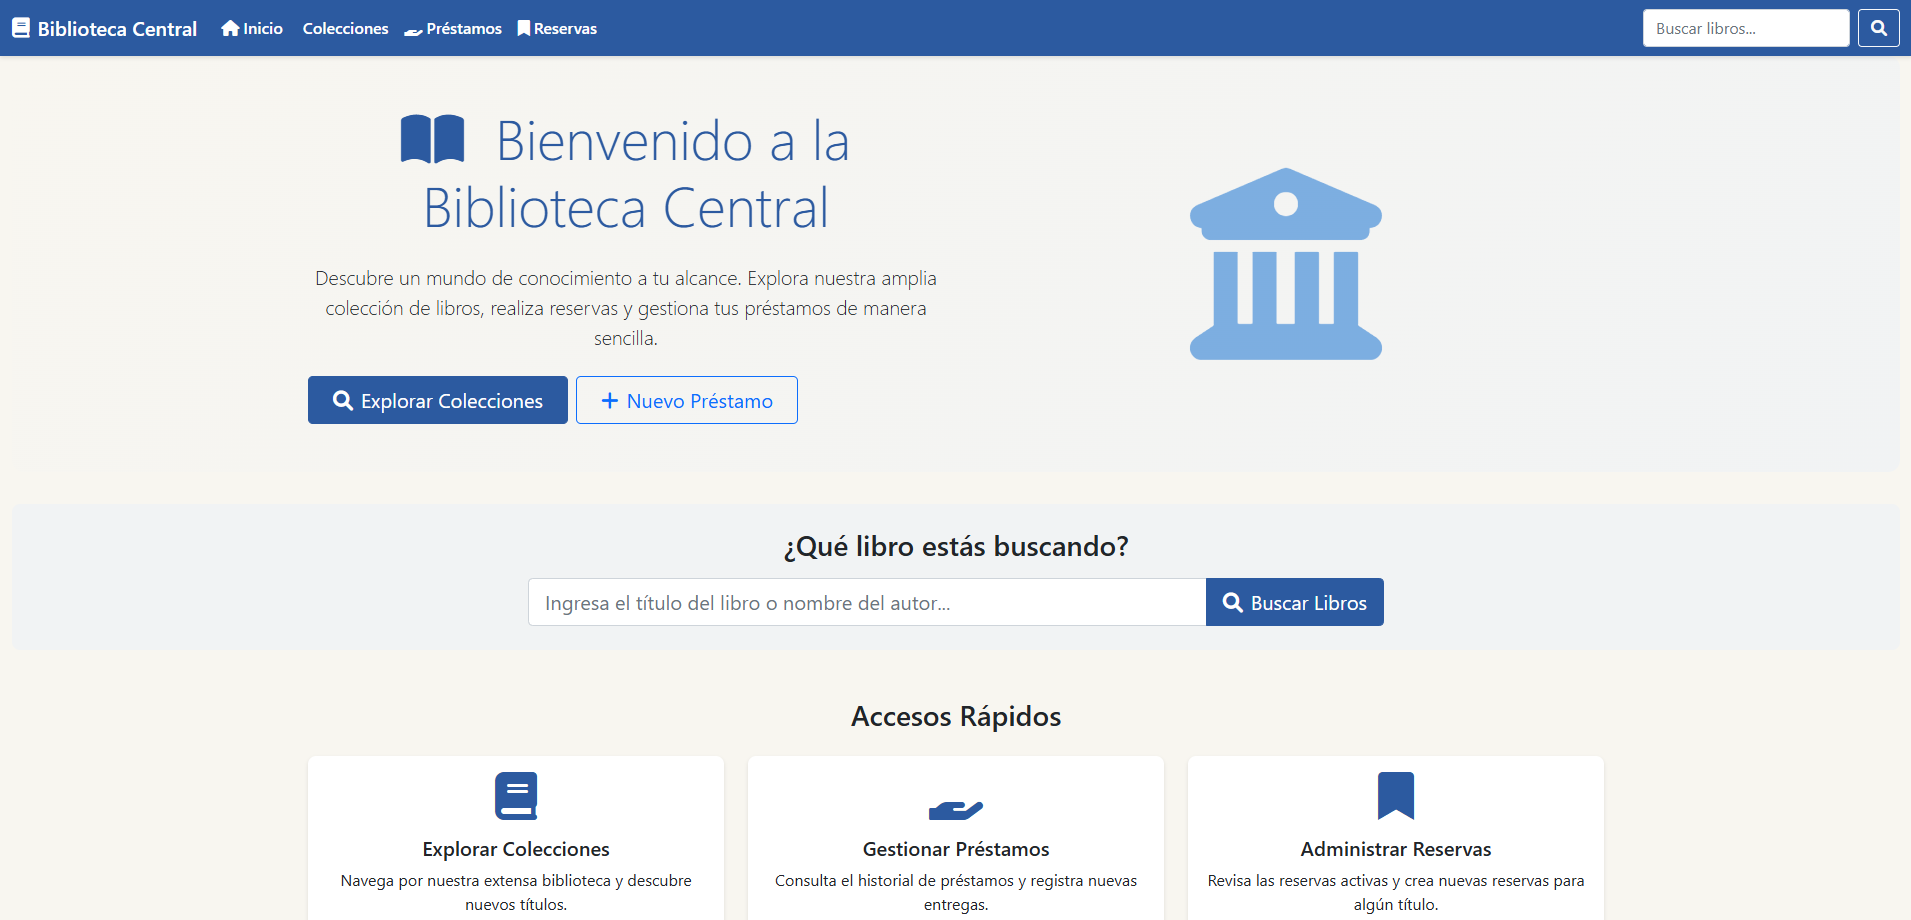 Biblioteca Central Inicio Colecciones Préstamos Reservas Buscar libros...
Bienvenido a la
Biblioteca Central
Descubre un mundo de conocimiento a tu alcance. Explora nuestra amplia
colección de libros, realiza reservas y gestiona tus préstamos de manera
sencilla.
Explorar Colecciones Nuevo Préstamo
¿Qué libro estás buscando?
Ingresa el título del libro o nombre del autor... Buscar Libros
Accesos Rápidos
Explorar Colecciones
Navega por nuestra extensa biblioteca y descubre
nuevos títulos.
Gestionar Préstamos
Consulta el historial de préstamos y registra nuevas
entregas.
Administrar Reservas
Revisa las reservas activas y crea nuevas reservas para
algún título.